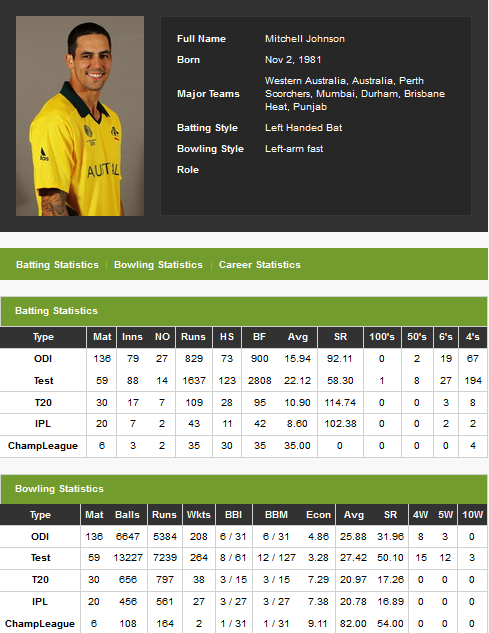 Full Name Mitchell Johnson
Born Nov 2, 1981
Major Teams Western Australia, Australia, Perth
Scorchers, Mumbai, Durham, Brisbane
Heat, Punjab
Batting Style Left Handed Bat
Bowling Style Left-arm fast
Role
AUSTRAL
Batting Statistics | Bowling Statistics | Career Statistics
Batting Statistics
Type Mat Inns NO Runs HS BF Avg SR 100's 50's 6's 4's
ODI 136 79 27 829 73 900 15.94 92.11 0 2 19 67
Test 59 88 14 1637 123 2808 22.12 58.30 1 8 27 194
T20 30 17 7 109 28 95 10.90 114.74 0 0 3 8
IPL 20 7 2 43 11 42 8.60 102.38 0 0 2 2
ChampLeague 6 3 2 35 30 35 35.00 0 0 0 0 4
Bowling Statistics
Type Mat Balls Runs Wkts BBI BBM Econ Avg SR 4W 5W 10W
ODI 136 6647 5384 208 6 / 31 6 / 31 4.86 25.88 31.96 8 3 0
Test 59 13227 7239 264 8 / 61 12 / 127 3.28 27.42 50.10 15 12 3
T20 30 656 797 38 3 / 15 3 / 15 7.29 20.97 17.26 0 0 0
IPL 20 456 561 27 3 / 27 3 / 27 7.38 20.78 16.89 0 0 0
ChampLeague 6 108 164 2 1 / 31 1 / 31 9.11 82.00 54.00 0 0 0